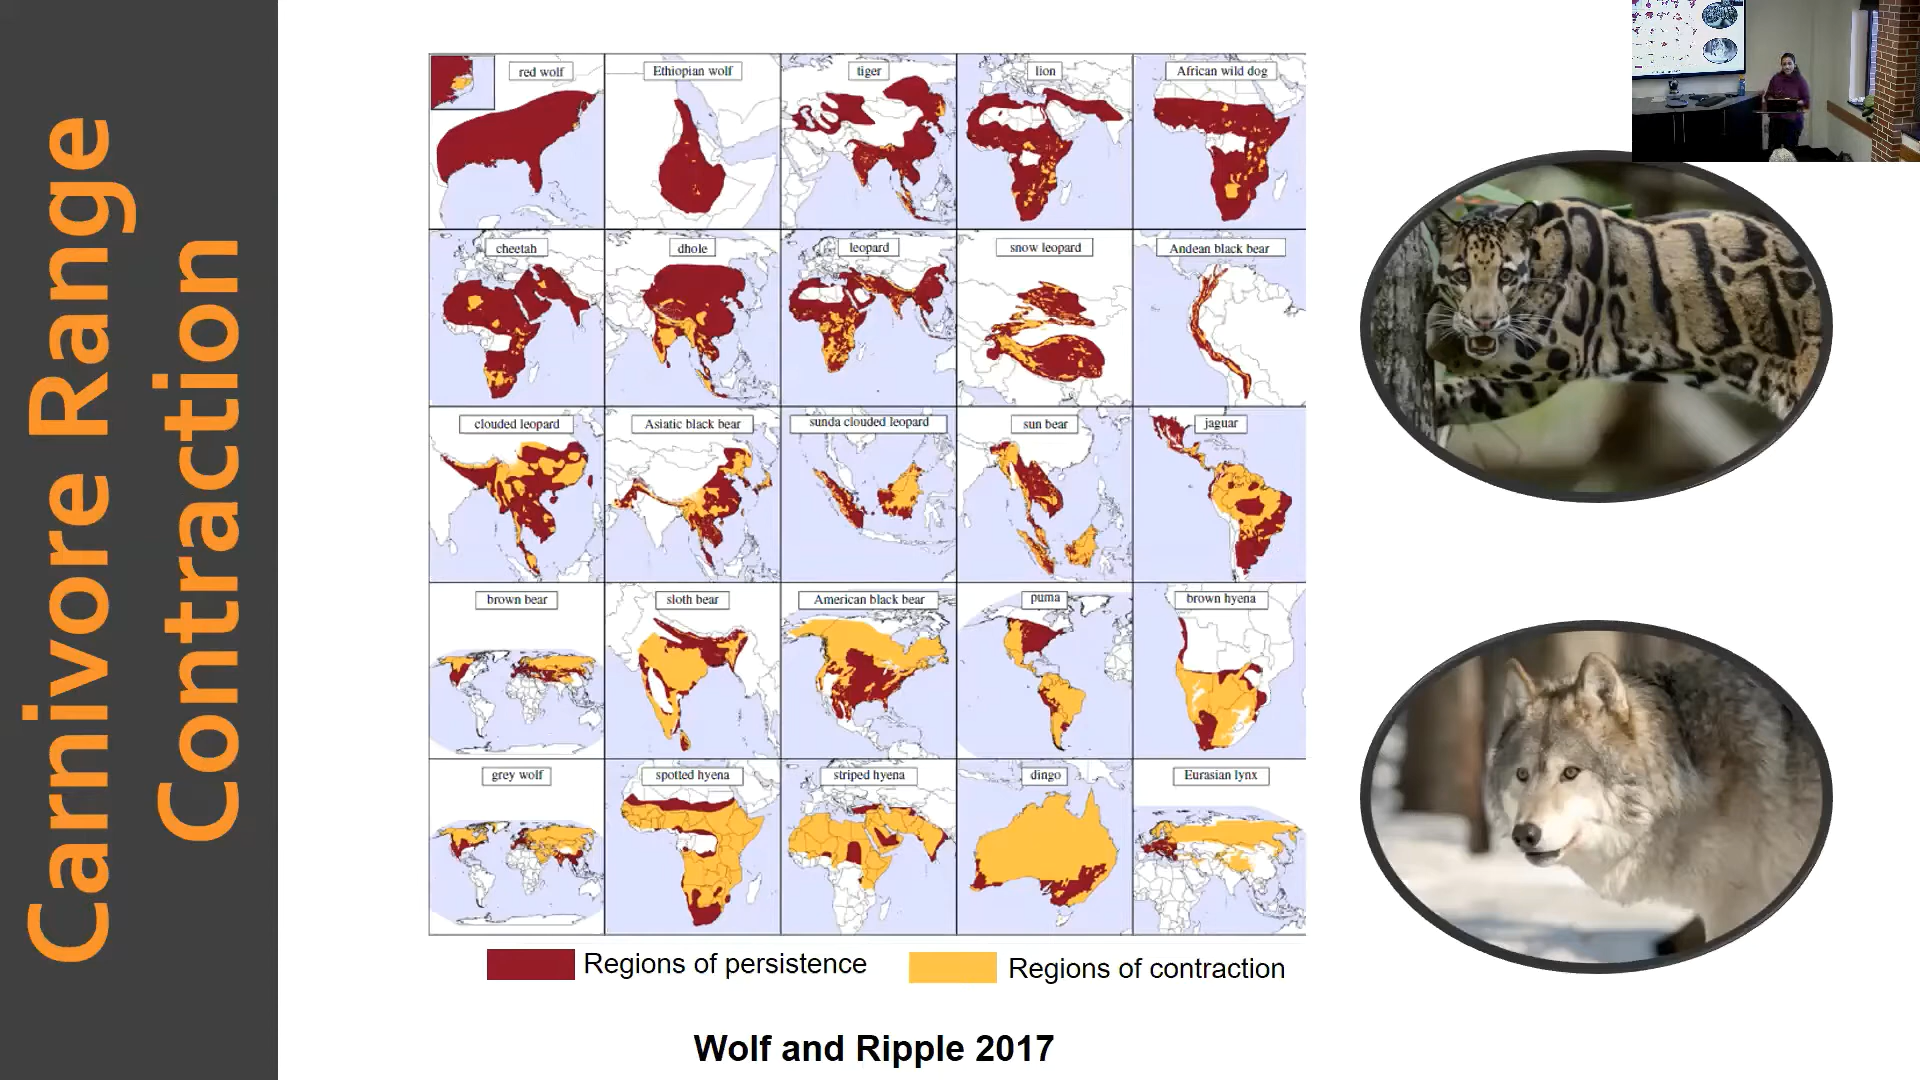 Carnivore Range
Contraction
red wolf
Ethiopian wolf
tiger
lion
African wild dog
cheetah
dhole
leopard
snow leopard
Andean black bear
clouded leopard
Asiatic black bear
sunda clouded leopard
sun bear
jaguar
brown bear
sloth bear
American black bear
puma
brown hyena
grey wolf
spotted hyena
striped hyena
dingo
Eurasian lynx
Regions of persistence
Regions of contraction
Wolf and Ripple 2017